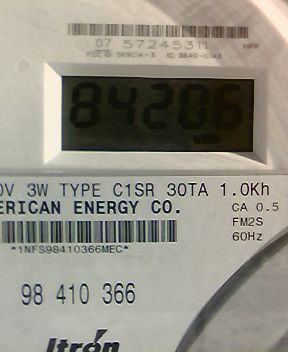 07 57245311
84206
0V 3W TYPE C1SR 30TA 1.0Kh
ERICAN ENERGY CO.
CA 0.5
FM2S
60Hz
*1NFS98410366MEC*
98 410 366
Itron